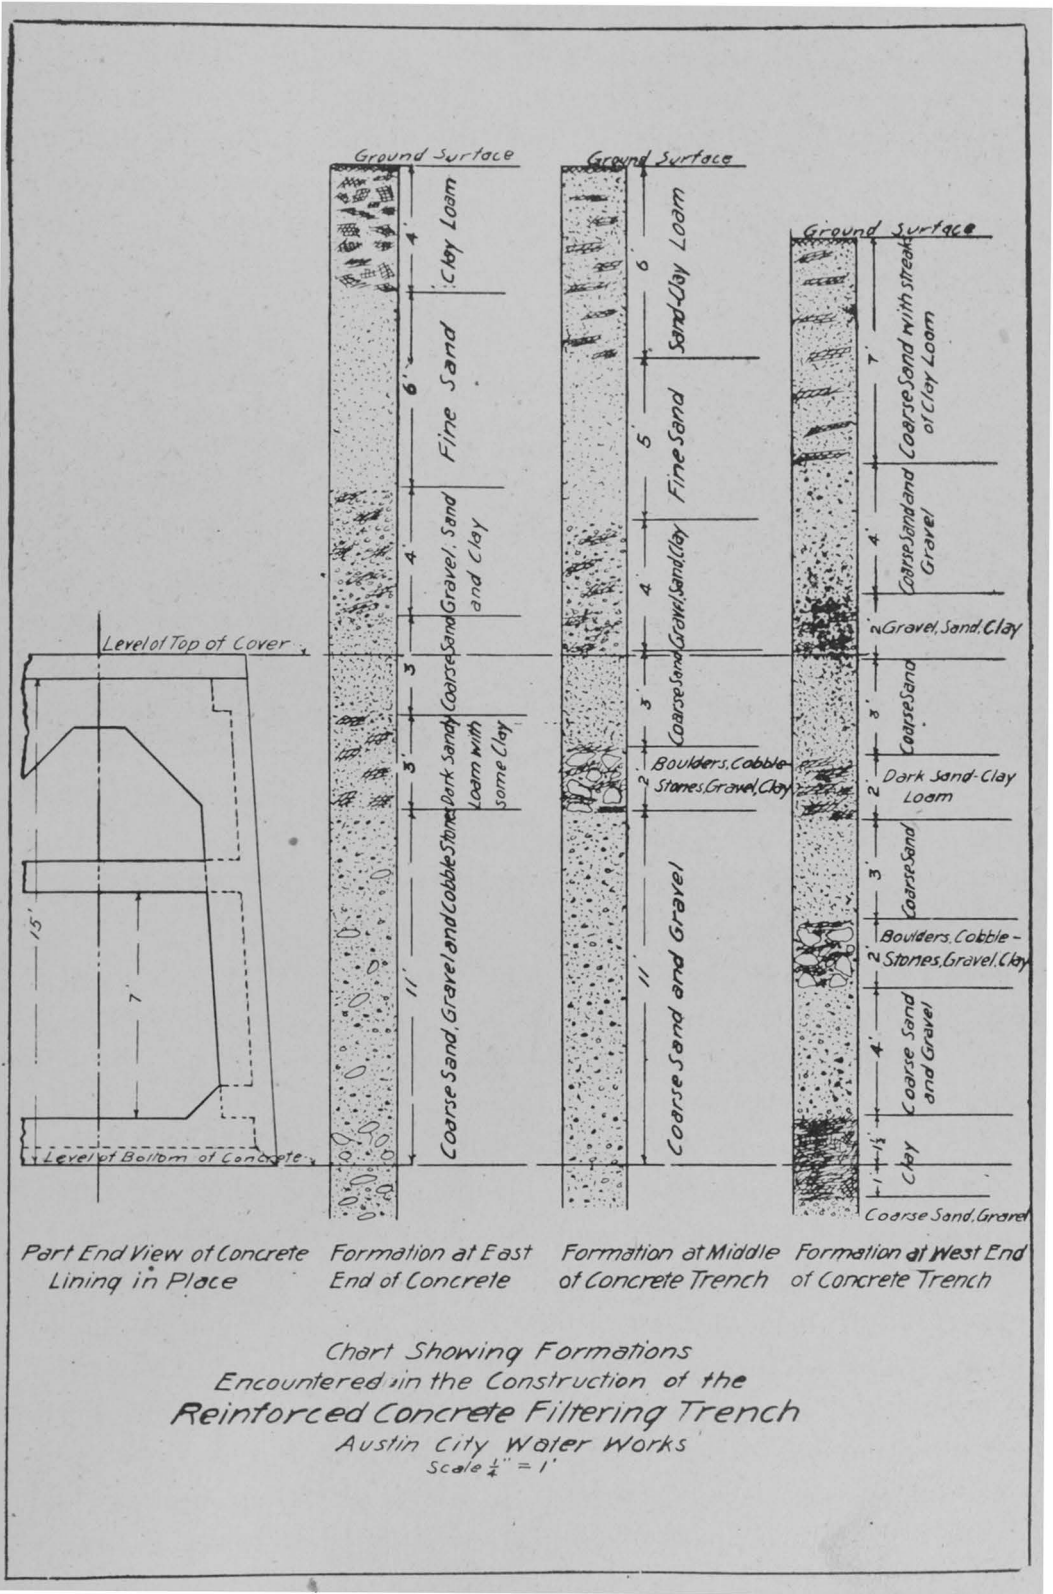 Ground Surface
4'
Clay Loam
6'
Fine Sand
4'
Gravel, Sand
and Clay
3'
Coarse Sand
3'
Dark Sandy
Loam with
some Clay
11'
Coarse Sand, Gravel and Cobble Stones
Ground Surface
6'
Sand-Clay Loam
5'
Fine Sand
4'
Gravel, Sand, Clay
3'
Coarse Sand
2'
Boulders, Cobble-
Stones, Gravel, Clay
11'
Coarse Sand and Gravel
Ground Surface
7'
Coarse Sand with streaks
of Clay Loam
4'
Coarse Sand and
Gravel
2'
Gravel, Sand, Clay
3'
Coarse Sand
2'
Dark Sand-Clay
Loam
3'
Coarse Sand
2'
Boulders, Cobble-
Stones, Gravel, Clay
4'
Coarse Sand
and Gravel
1½'
1'
Clay
Coarse Sand, Gravel
Level of Top of Cover
15'
7'
Level of Bottom of Concrete
Part End View of Concrete
Lining in Place
Formation at East
End of Concrete
Formation at Middle
of Concrete Trench
Formation at West End
of Concrete Trench
Chart Showing Formations
Encountered in the Construction of the
Reinforced Concrete Filtering Trench
Austin City Water Works
Scale ¼" = 1'